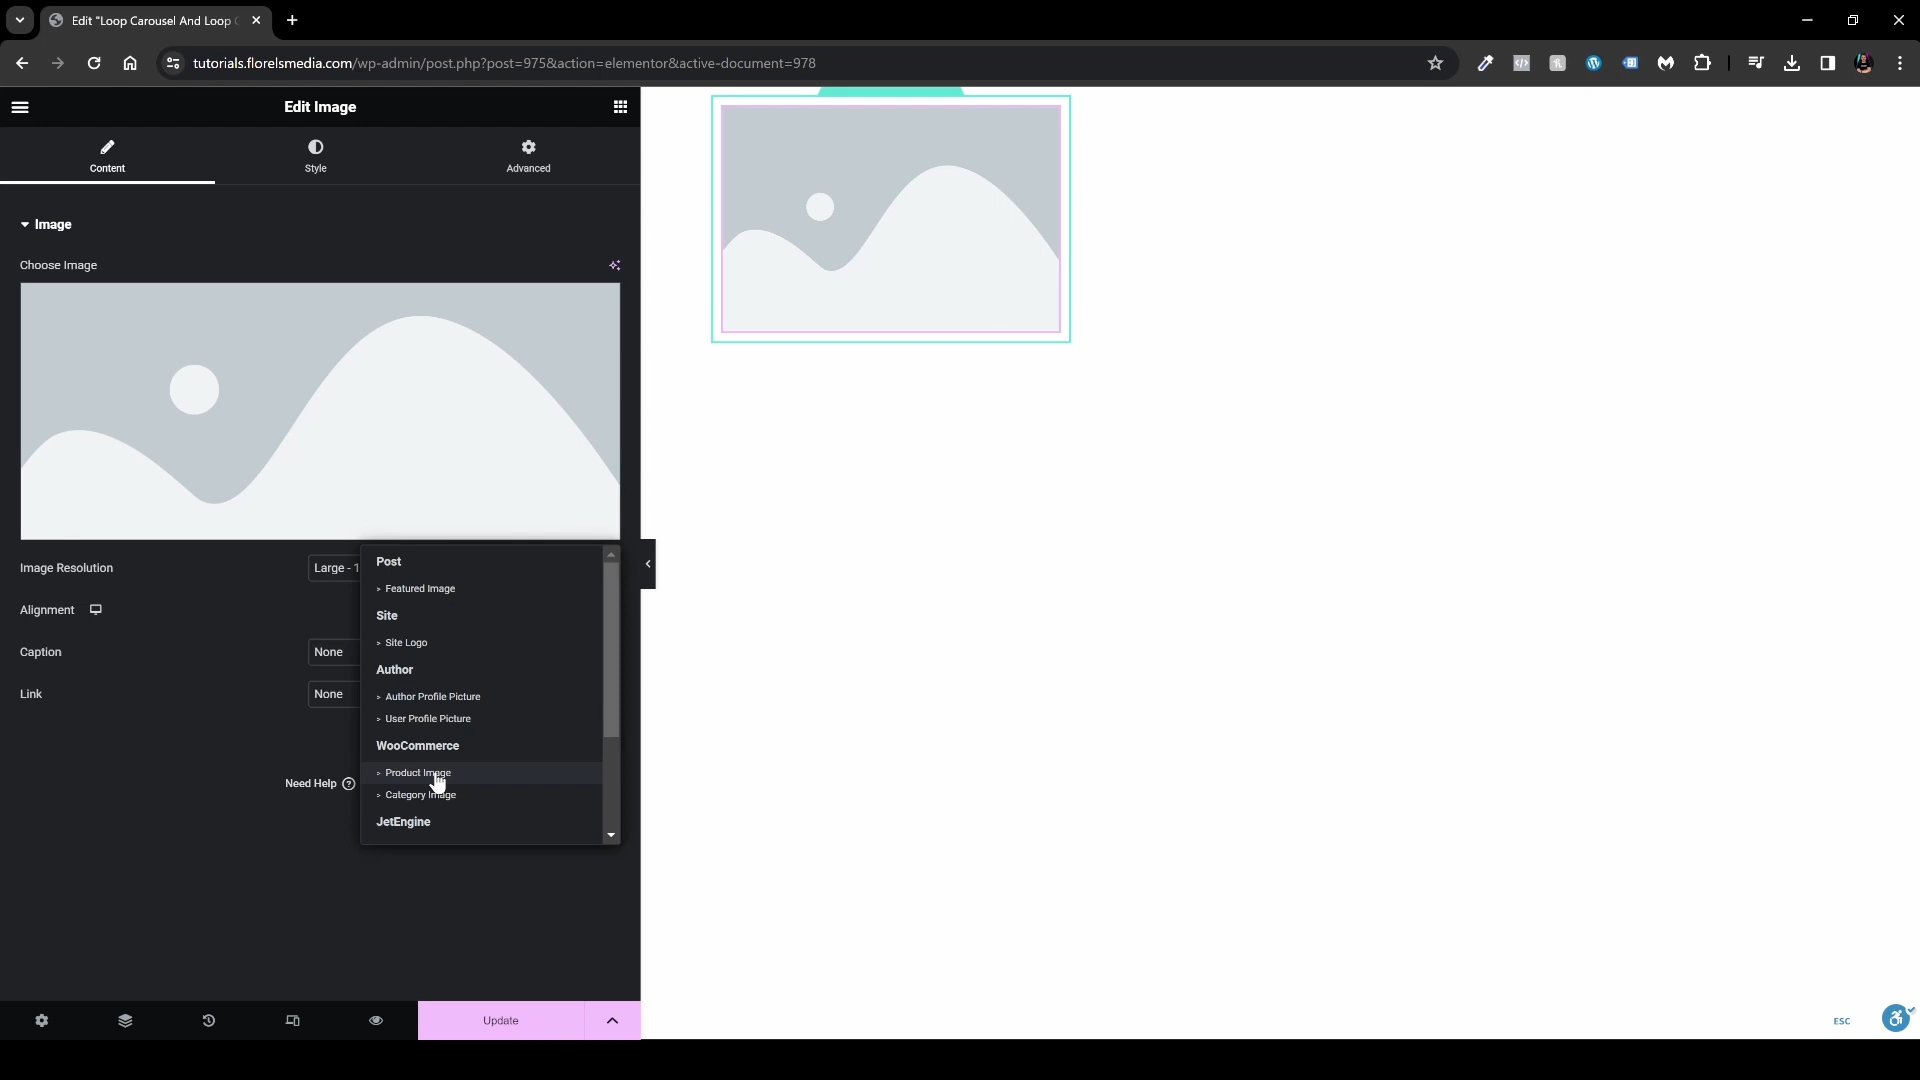 Edit "Loop Carousel And Loop
tutorials.florelsmedia.com/wp-admin/post.php?post=975&action=elementor&active-document=978
Edit Image
Content
Style
Advanced
Image
Choose Image
Image Resolution
Large - 1
Alignment
Caption
None
Link
None
Need Help
Post
> Featured Image
Site
> Site Logo
Author
> Author Profile Picture
> User Profile Picture
WooCommerce
> Product Image
> Category Image
JetEngine
Update
ESC